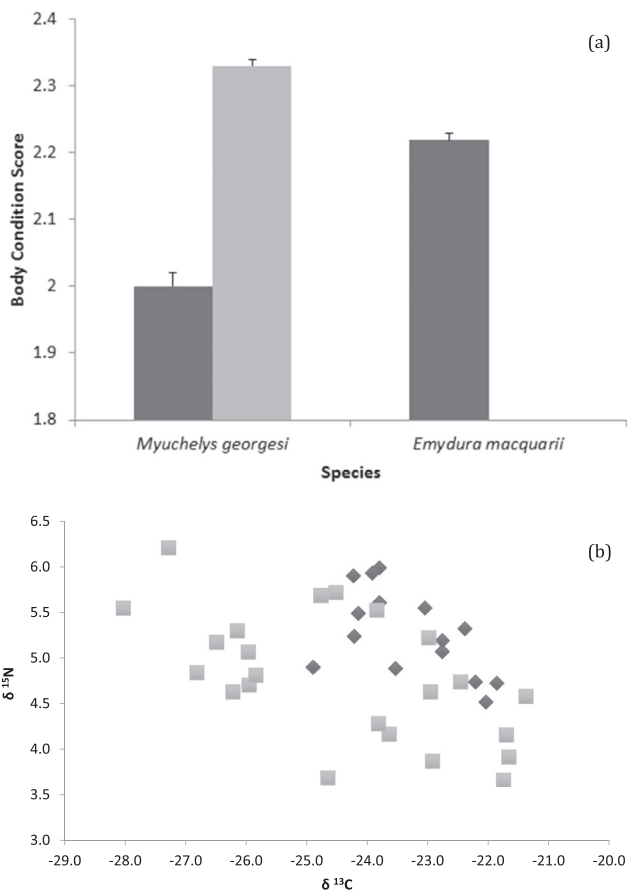 2.4
(a)
2.3
2.2
2.1
2
1.9
1.8
Body Condition Score
Myuchelys georgesi Emydura macquarii
Species
6.5
(b)
6.0
5.5
5.0
4.5
4.0
3.5
3.0
δ ¹⁵N
-29.0 -28.0 -27.0 -26.0 -25.0 -24.0 -23.0 -22.0 -21.0 -20.0
δ ¹³C